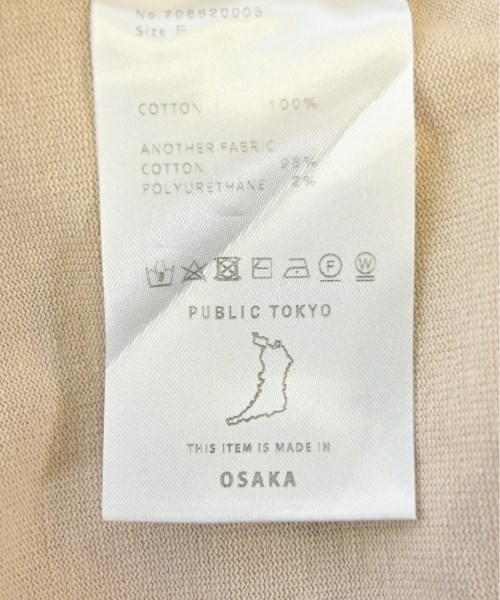 No.708620005
Size F
COTTON 100%
ANOTHER FABRIC
COTTON 98%
POLYURETHANE 2%
F W
PUBLIC TOKYO
THIS ITEM IS MADE IN
OSAKA